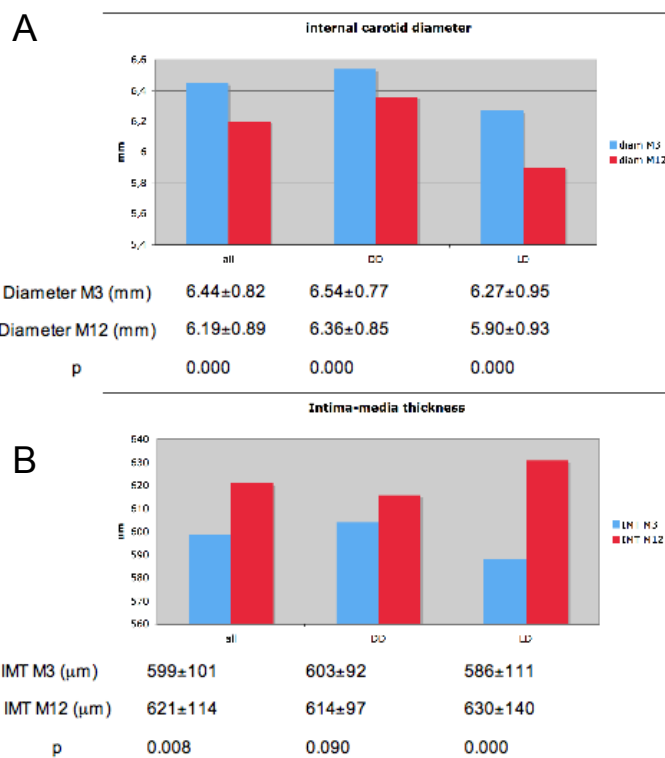 A
internal carotid diameter
6,6
6,4
6,2
6
5,8
5,6
5,4
mm
all
DD
LD
diam M3
diam M12
Diameter M3 (mm) 6.44±0.82 6.54±0.77 6.27±0.95
Diameter M12 (mm) 6.19±0.89 6.36±0.85 5.90±0.93
p 0.000 0.000 0.000
B
Intima-media thickness
640
630
620
610
600
590
580
570
560
µm
all
DD
LD
IMT M3
IMT M12
IMT M3 (µm) 599±101 603±92 586±111
IMT M12 (µm) 621±114 614±97 630±140
p 0.008 0.090 0.000